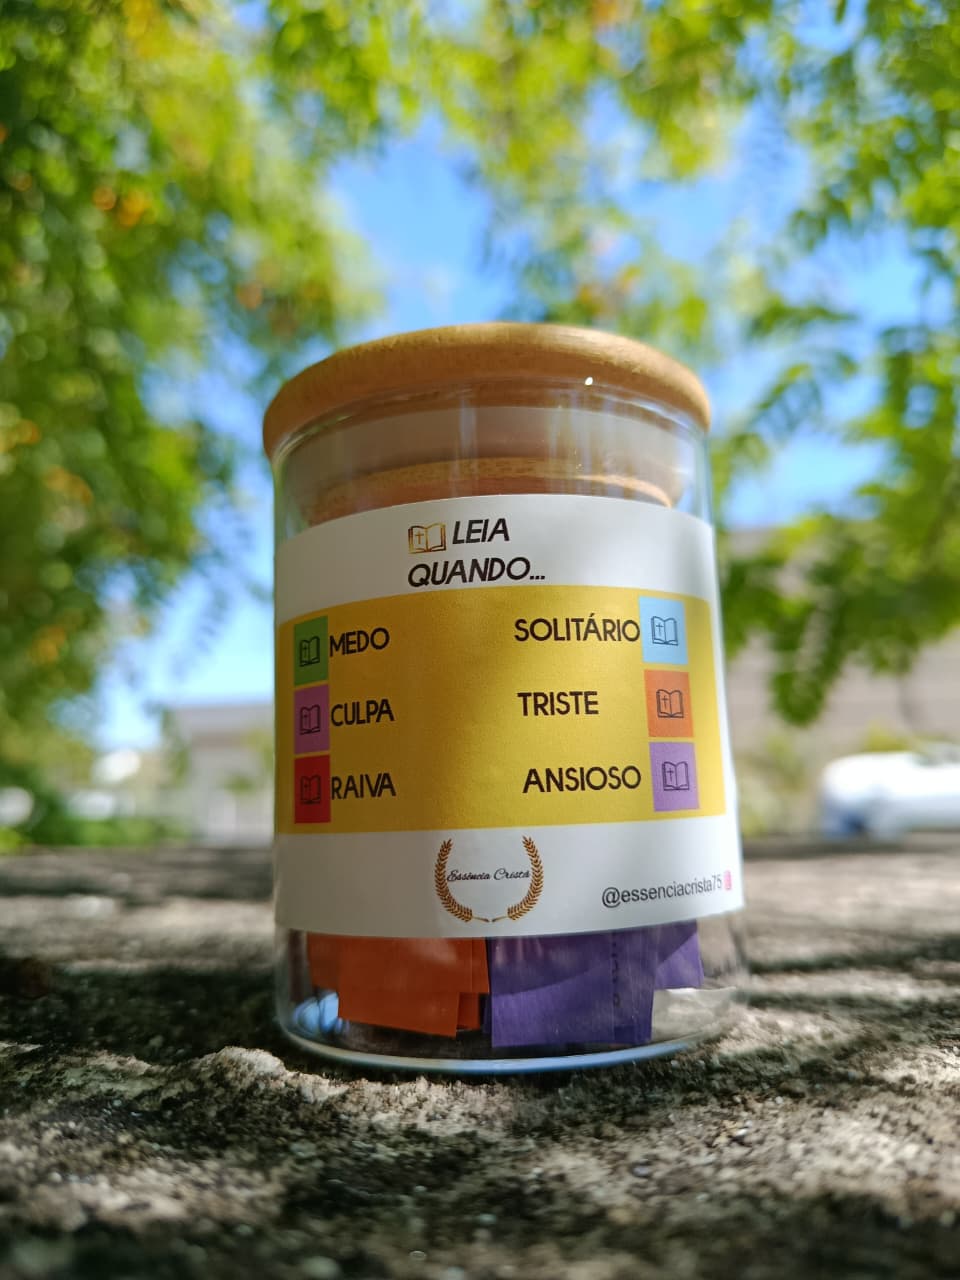 LEIA
QUANDO...
MEDO
SOLITÁRIO
CULPA
TRISTE
RAIVA
ANSIOSO
Essência Cristã
@essenciacrista75